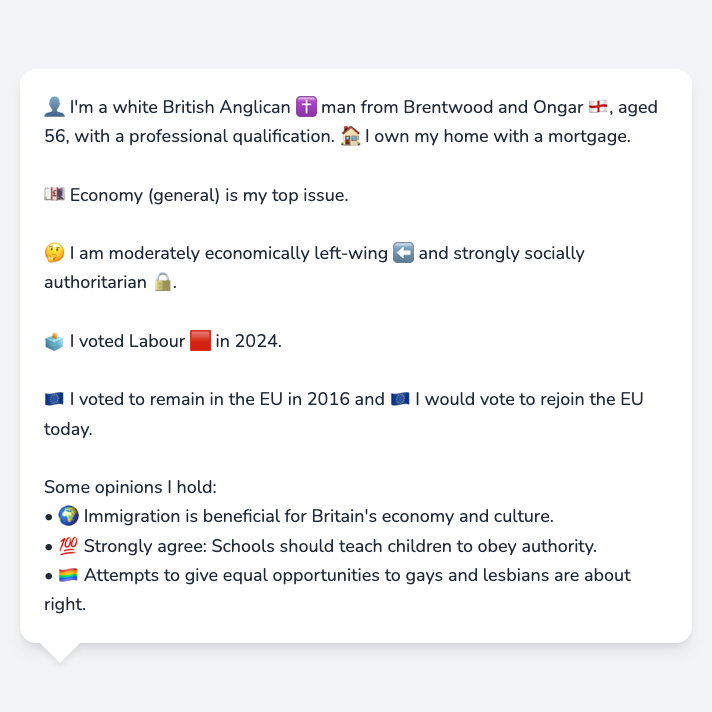 👤 I'm a white British Anglican ✝️ man from Brentwood and Ongar 🏴󠁧󠁢󠁥󠁮󠁧󠁿, aged
56, with a professional qualification. 🏠 I own my home with a mortgage.
💷 Economy (general) is my top issue.
🤔 I am moderately economically left-wing ⬅️ and strongly socially
authoritarian 🔒.
🗳️ I voted Labour 🟥 in 2024.
🇪🇺 I voted to remain in the EU in 2016 and 🇪🇺 I would vote to rejoin the EU
today.
Some opinions I hold:
• 🌍 Immigration is beneficial for Britain's economy and culture.
• 💯 Strongly agree: Schools should teach children to obey authority.
• 🏳️‍🌈 Attempts to give equal opportunities to gays and lesbians are about
right.